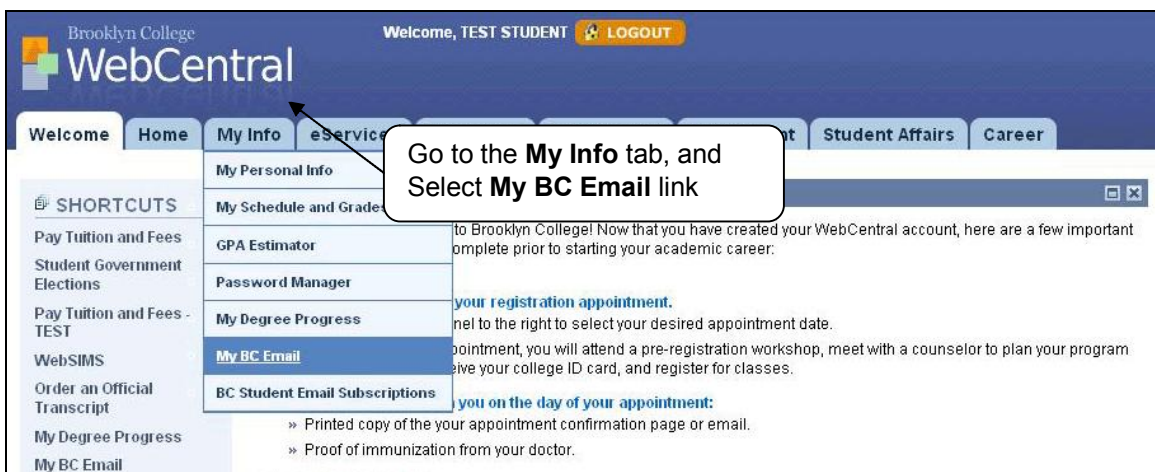 Brooklyn College
WebCentral
Welcome, TEST STUDENT LOGOUT
Welcome Home My Info eService Student Affairs Career
Go to the My Info tab, and
Select My BC Email link
My Personal Info
My Schedule and Grades
GPA Estimator
Password Manager
My Degree Progress
My BC Email
BC Student Email Subscriptions
SHORTCUTS
Pay Tuition and Fees
Student Government
Elections
Pay Tuition and Fees -
TEST
WebSIMS
Order an Official
Transcript
My Degree Progress
My BC Email
to Brooklyn College! Now that you have created your WebCentral account, here are a few important
omplete prior to starting your academic career:
your registration appointment.
nel to the right to select your desired appointment date.
pointment, you will attend a pre-registration workshop, meet with a counselor to plan your program
eive your college ID card, and register for classes.
you on the day of your appointment:
» Printed copy of the your appointment confirmation page or email.
» Proof of immunization from your doctor.